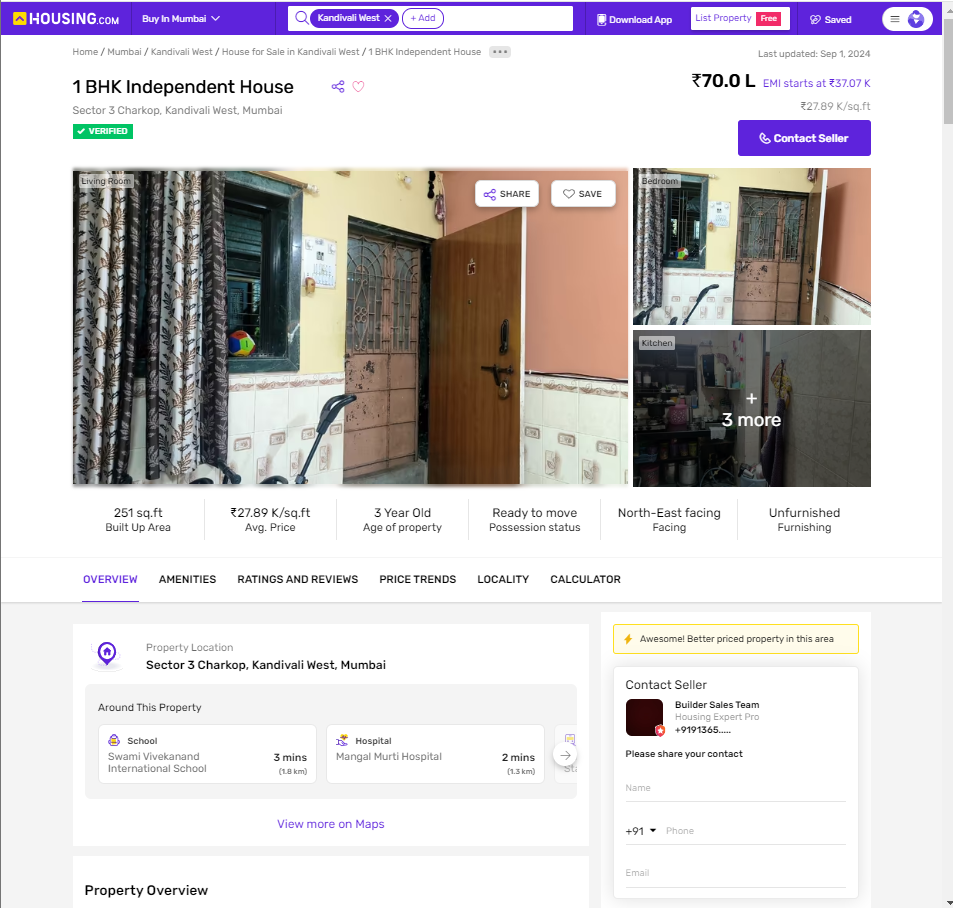 HOUSING.COM
Buy In Mumbai
Kandivali West
+ Add
Download App
List Property Free
Saved
Home / Mumbai / Kandivali West / House for Sale in Kandivali West / 1 BHK Independent House
Last updated: Sep 1, 2024
1 BHK Independent House
₹70.0 L EMI starts at ₹37.07 K
Sector 3 Charkop, Kandivali West, Mumbai
₹27.89 K/sq.ft
VERIFIED
Contact Seller
Living Room
SHARE
SAVE
Bedroom
Kitchen
+
3 more
251 sq.ft
Built Up Area
₹27.89 K/sq.ft
Avg. Price
3 Year Old
Age of property
Ready to move
Possession status
North-East facing
Facing
Unfurnished
Furnishing
OVERVIEW AMENITIES RATINGS AND REVIEWS PRICE TRENDS LOCALITY CALCULATOR
Property Location
Sector 3 Charkop, Kandivali West, Mumbai
Around This Property
School
Swami Vivekanand
International School
3 mins
(1.8 km)
Hospital
Mangal Murti Hospital
2 mins
(1.3 km)
View more on Maps
Property Overview
Awesome! Better priced property in this area
Contact Seller
Builder Sales Team
Housing Expert Pro
+9191365.....
Please share your contact
Name
+91 Phone
Email